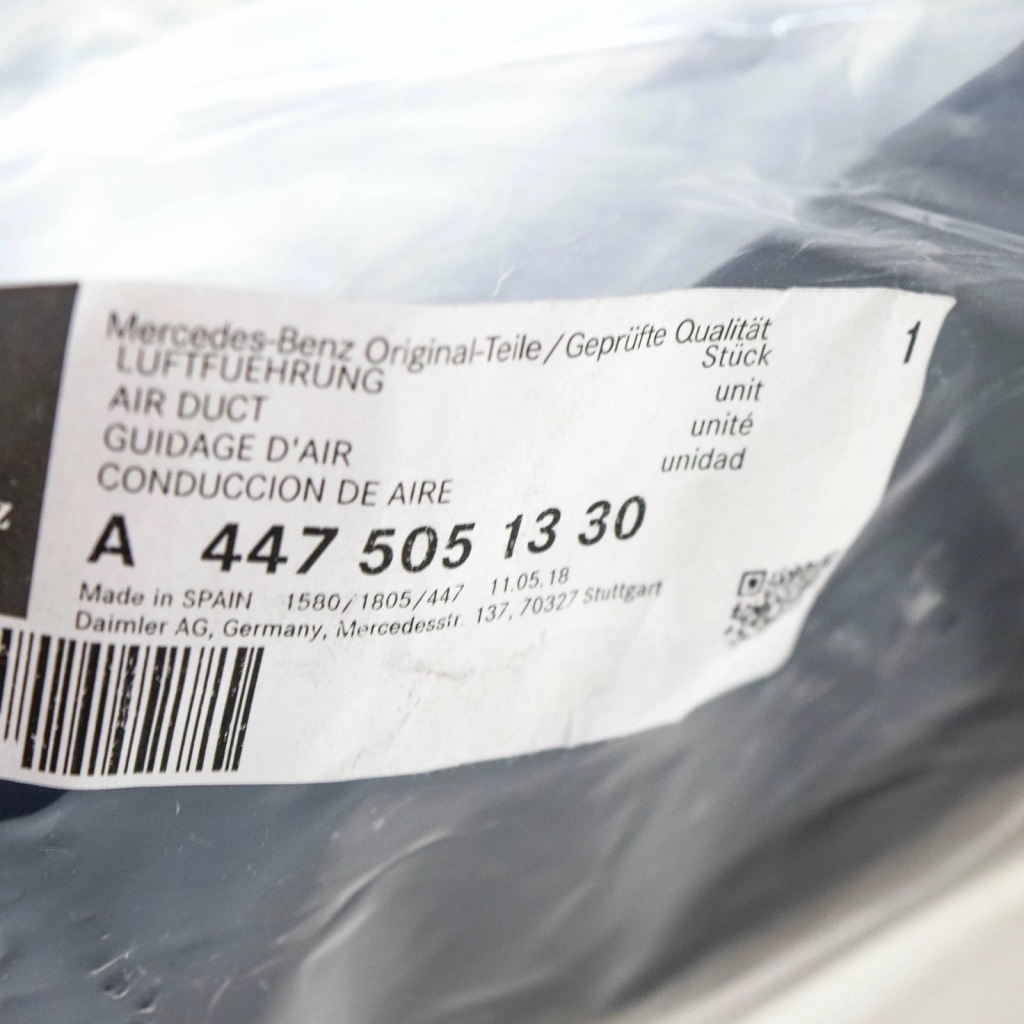 Mercedes-Benz Original-Teile/Geprüfte Qualität
LUFTFUEHRUNG Stück 1
AIR DUCT unit
GUIDAGE D'AIR unité
CONDUCCION DE AIRE unidad
A 447 505 13 30
Made in SPAIN 1580/1805/447 11.05.18
Daimler AG, Germany, Mercedesstr. 137, 70327 Stuttgart
z